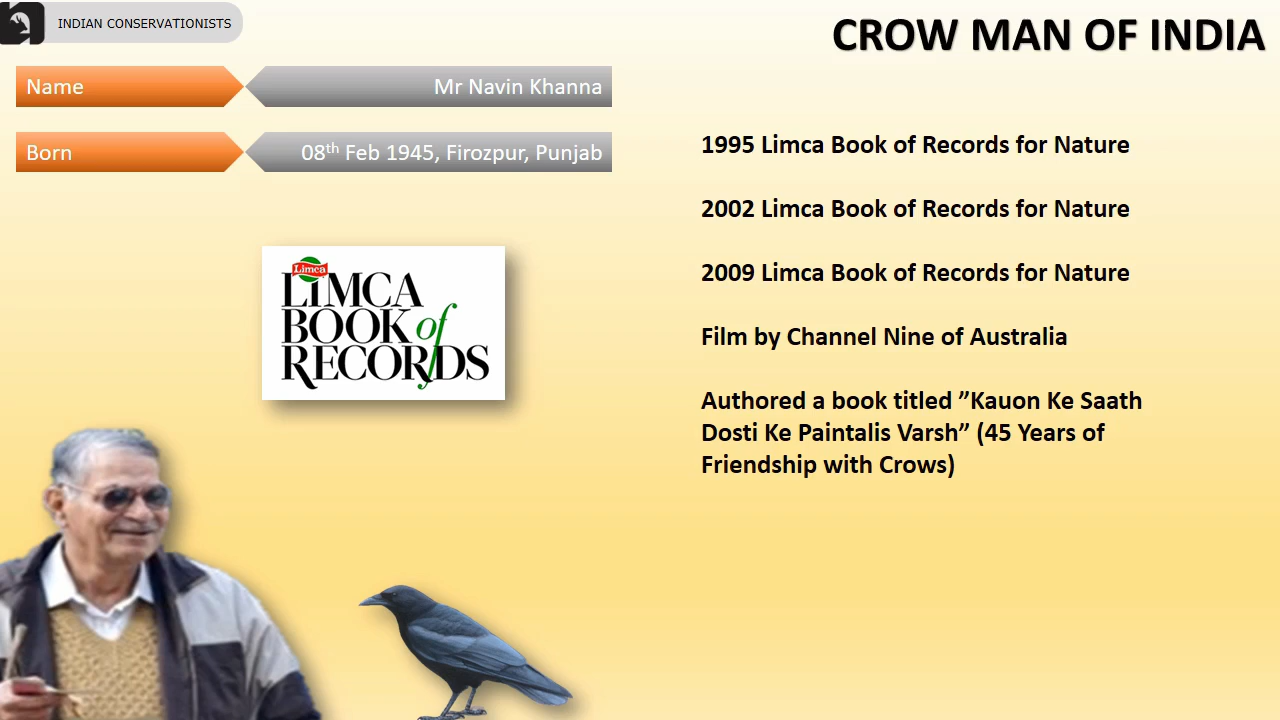 INDIAN CONSERVATIONISTS
CROW MAN OF INDIA
Name
Mr Navin Khanna
Born
08th Feb 1945, Firozpur, Punjab
1995 Limca Book of Records for Nature
2002 Limca Book of Records for Nature
2009 Limca Book of Records for Nature
Film by Channel Nine of Australia
Authored a book titled ”Kauon Ke Saath
Dosti Ke Paintalis Varsh” (45 Years of
Friendship with Crows)
Limca
LIMCA
BOOK of
RECORDS